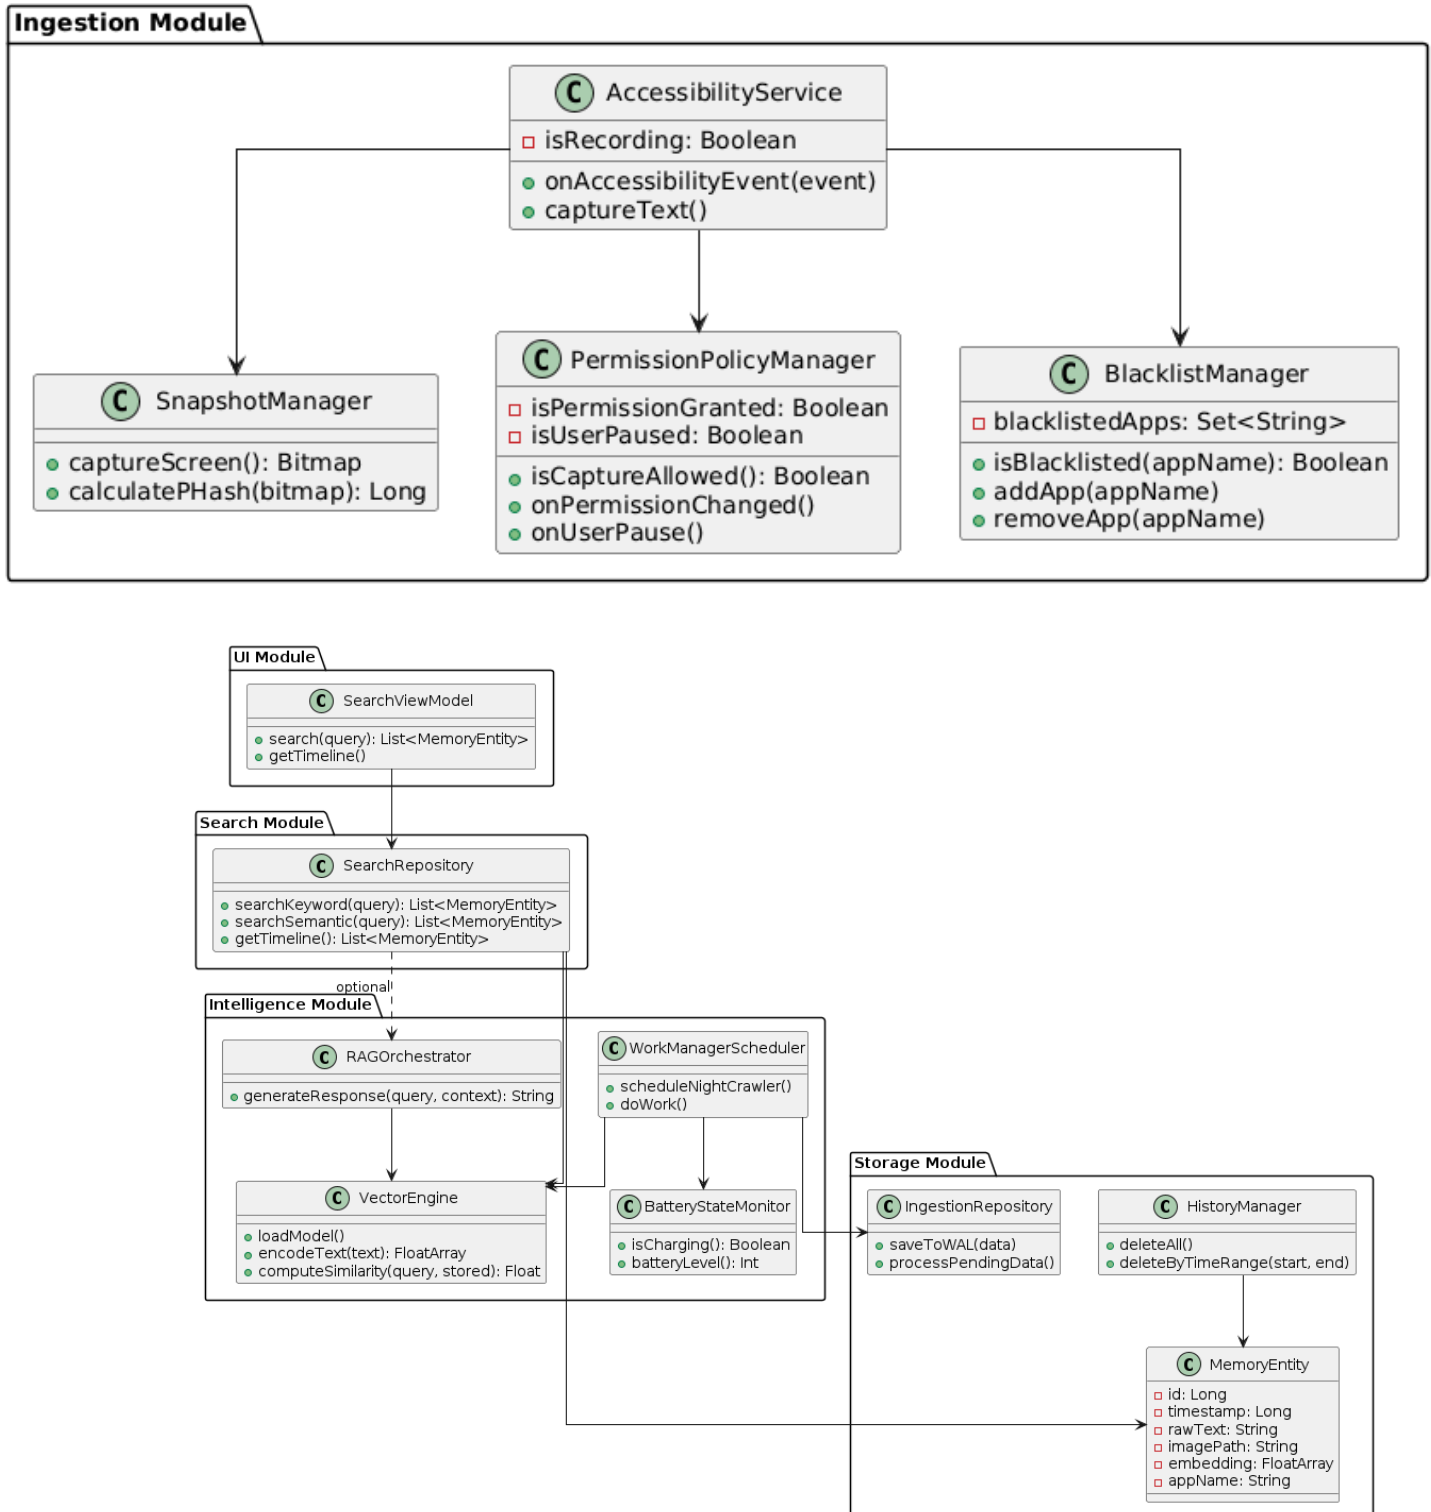 Ingestion Module
C AccessibilityService
isRecording: Boolean
onAccessibilityEvent(event)
captureText()
C SnapshotManager
captureScreen(): Bitmap
calculatePHash(bitmap): Long
C PermissionPolicyManager
isPermissionGranted: Boolean
isUserPaused: Boolean
isCaptureAllowed(): Boolean
onPermissionChanged()
onUserPause()
C BlacklistManager
blacklistedApps: Set<String>
isBlacklisted(appName): Boolean
addApp(appName)
removeApp(appName)
UI Module
C SearchViewModel
search(query): List<MemoryEntity>
getTimeline()
Search Module
C SearchRepository
searchKeyword(query): List<MemoryEntity>
searchSemantic(query): List<MemoryEntity>
getTimeline(): List<MemoryEntity>
optional
Intelligence Module
C RAGOrchestrator
generateResponse(query, context): String
C WorkManagerScheduler
scheduleNightCrawler()
doWork()
C VectorEngine
loadModel()
encodeText(text): FloatArray
computeSimilarity(query, stored): Float
C BatteryStateMonitor
isCharging(): Boolean
batteryLevel(): Int
Storage Module
C IngestionRepository
saveToWAL(data)
processPendingData()
C HistoryManager
deleteAll()
deleteByTimeRange(start, end)
C MemoryEntity
id: Long
timestamp: Long
rawText: String
imagePath: String
embedding: FloatArray
appName: String